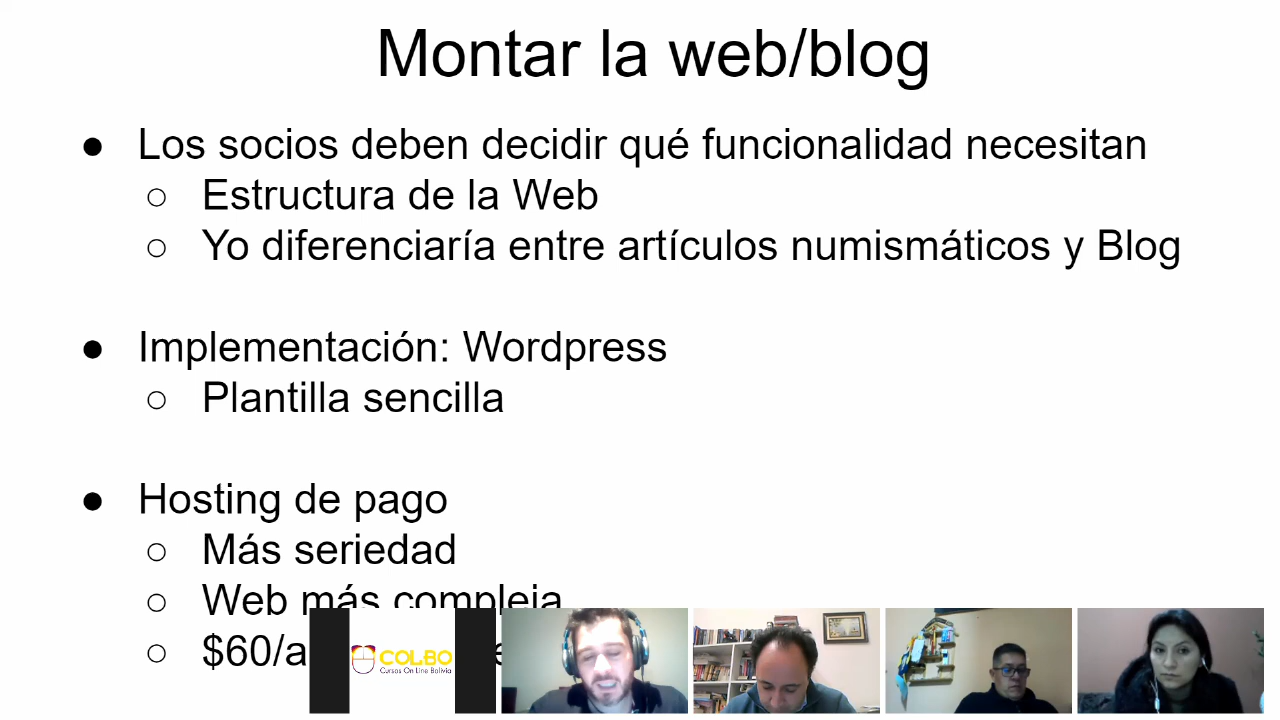 Montar la web/blog
● Los socios deben decidir qué funcionalidad necesitan
○ Estructura de la Web
○ Yo diferenciaría entre artículos numismáticos y Blog
● Implementación: Wordpress
○ Plantilla sencilla
● Hosting de pago
○ Más seriedad
○ Web más compleja
○ $60/a
COLBO
Cursos On Line Bolivia